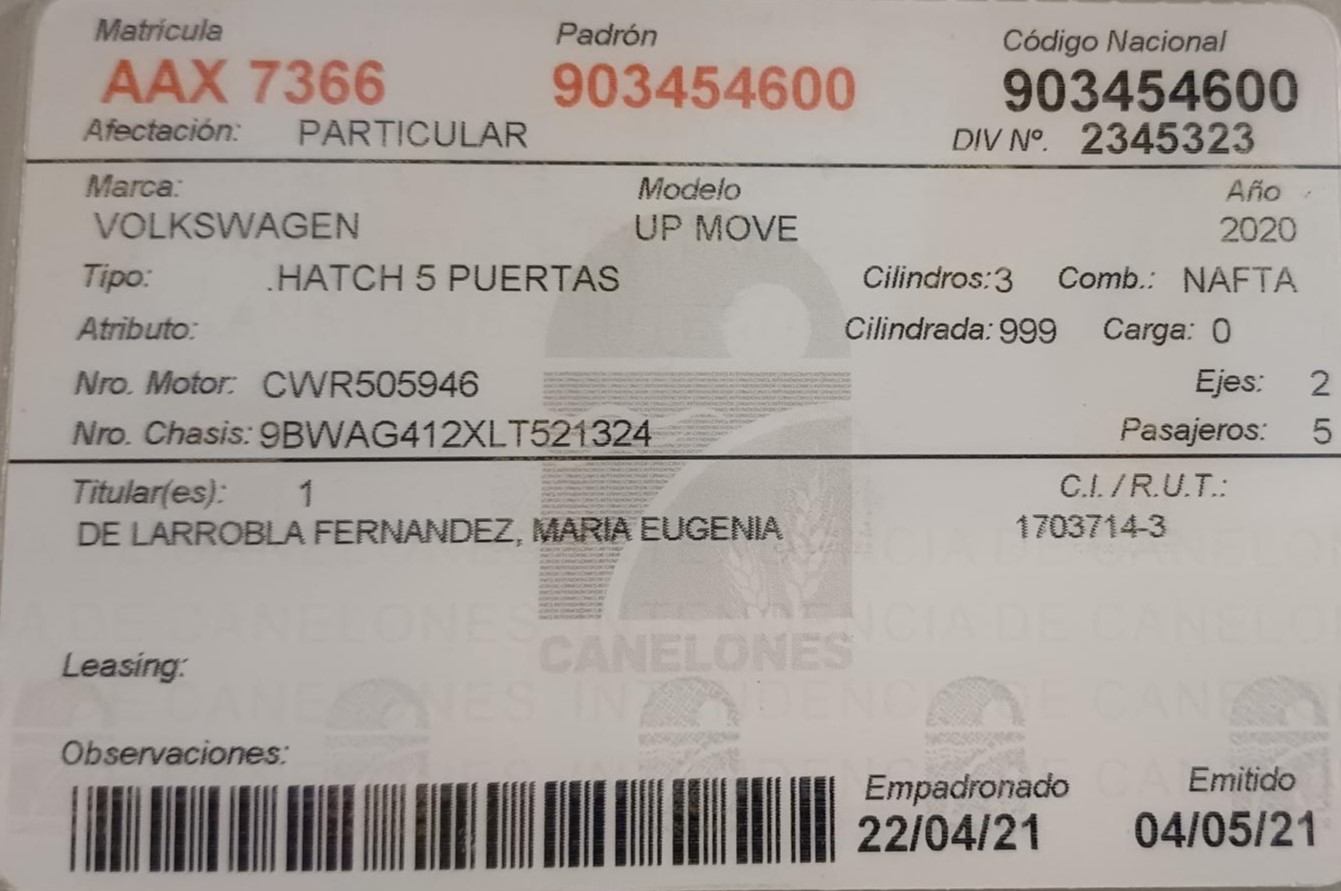 Matrícula Padrón Código Nacional
AAX 7366 903454600 903454600
Afectación: PARTICULAR DIV Nº. 2345323
Marca: Modelo Año
VOLKSWAGEN UP MOVE 2020
Tipo: .HATCH 5 PUERTAS Cilindros:3 Comb.: NAFTA
Atributo: Cilindrada: 999 Carga: 0
Nro. Motor: CWR505946 Ejes: 2
Nro. Chasis: 9BWAG412XLT521324 Pasajeros: 5
Titular(es): 1 C.I. / R.U.T.:
DE LARROBLA FERNANDEZ, MARIA EUGENIA 1703714-3
CANELONES
Leasing:
Observaciones:
Empadronado Emitido
22/04/21 04/05/21